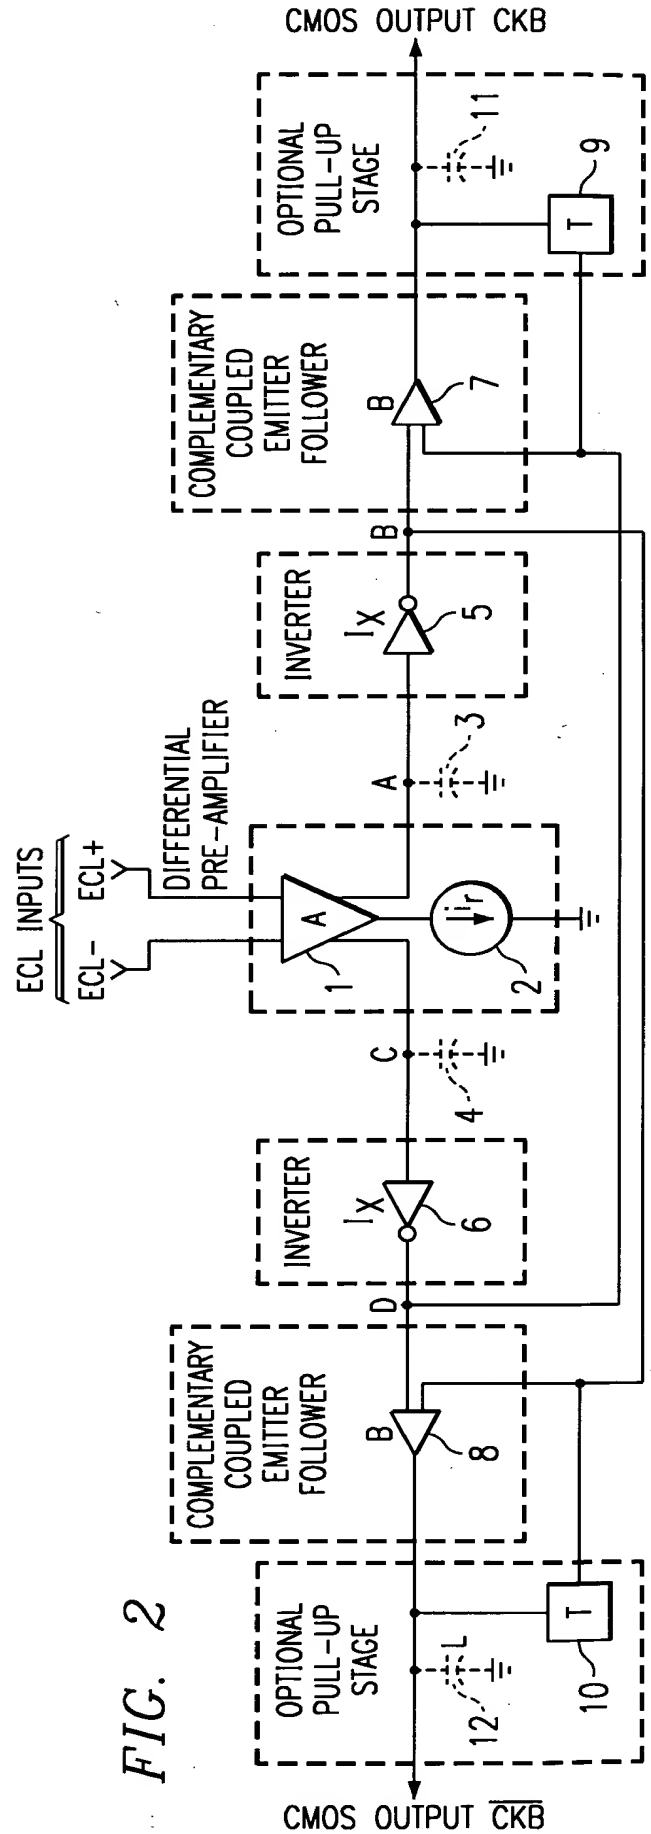 CMOS OUTPUT CKB
OPTIONAL
PULL-UP
STAGE
11
9
T
COMPLEMENTARY
COUPLED
EMITTER
FOLLOWER
B
7
B
INVERTER
IX
5
A
3
ECL INPUTS
ECL+
ECL-
DIFFERENTIAL
PRE-AMPLIFIER
A
1
Ir
2
C
4
INVERTER
IX
6
D
COMPLEMENTARY
COUPLED
EMITTER
FOLLOWER
B
8
OPTIONAL
PULL-UP
STAGE
L
12
T
10
CMOS OUTPUT C̅K̅B̅
FIG. 2